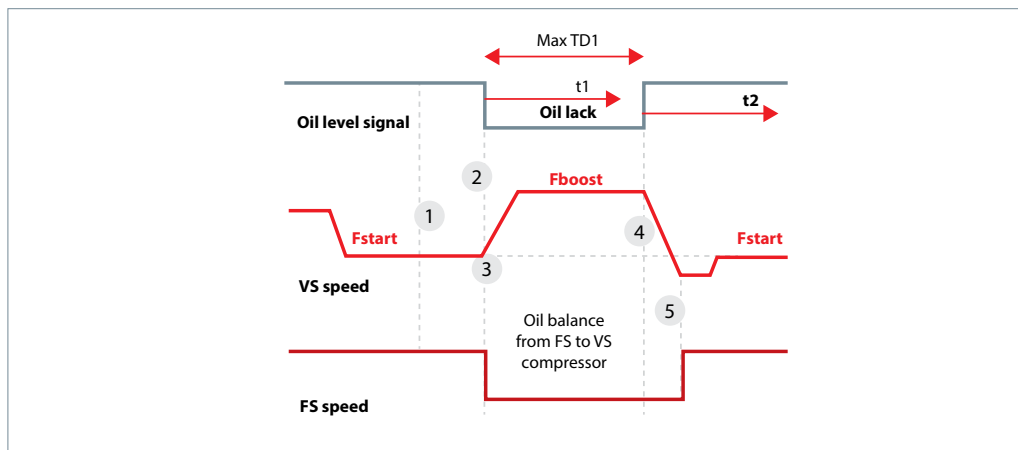 Max TD1
t1
t2
Oil level signal
Oil lack
2
Fboost
1
4
Fstart
Fstart
3
VS speed
5
Oil balance
from FS to VS
compressor
FS speed